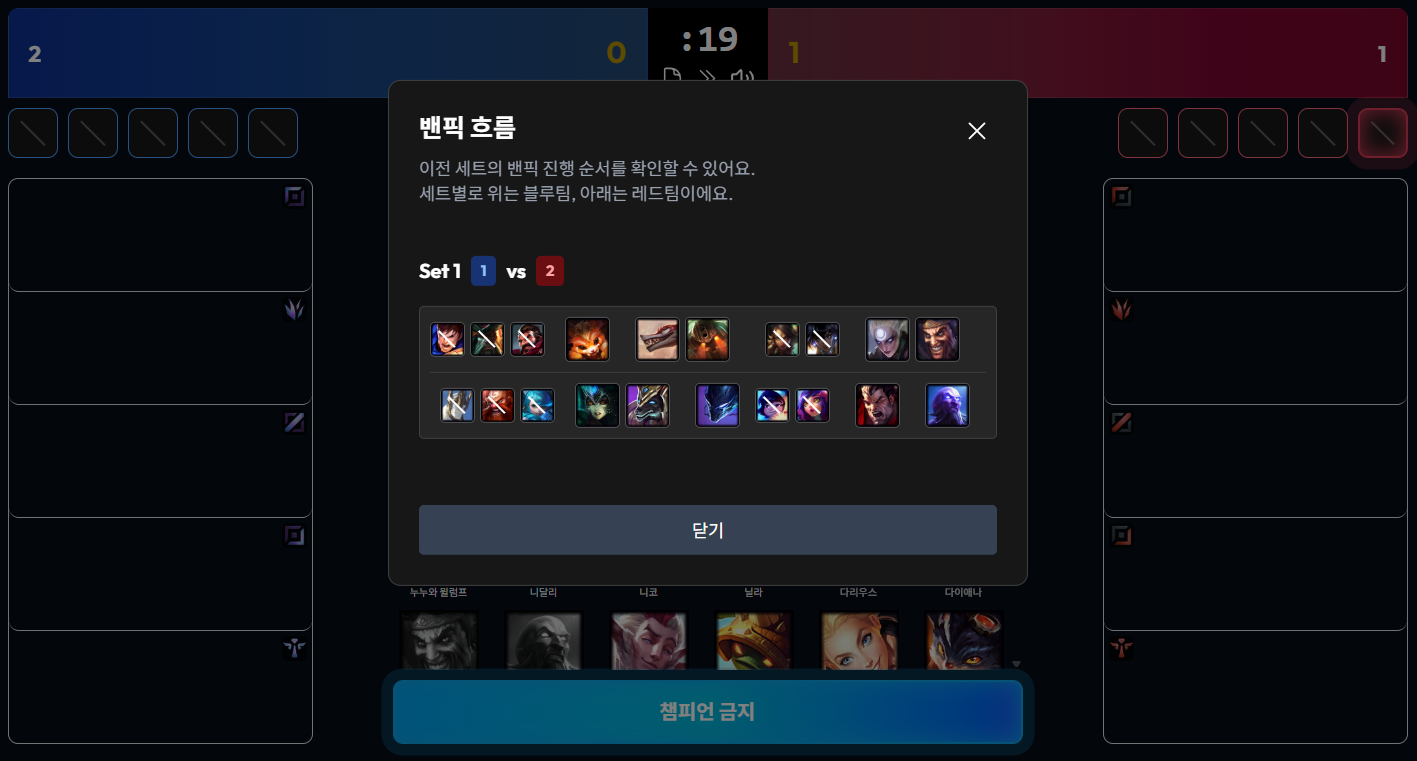 2
0
:19
1
1
밴픽 흐름
이전 세트의 밴픽 진행 순서를 확인할 수 있어요.
세트별로 위는 블루팀, 아래는 레드팀이에요.
Set 1 1 vs 2
닫기
누누와 윌럼프 니달리 니코 닐라 다리우스 다이애나
챔피언 금지